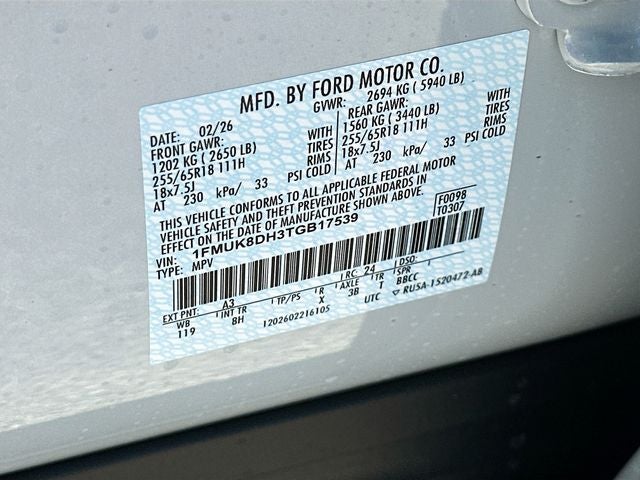 MFD. BY FORD MOTOR CO.
DATE: 02/26 GVWR: 2694 KG ( 5940 LB)
FRONT GAWR: REAR GAWR:
1202 KG ( 2650 LB) WITH 1560 KG ( 3440 LB) WITH
255/65R18 111H TIRES 255/65R18 111H TIRES
18x7.5J RIMS 18x7.5J RIMS
AT 230 kPa/ 33 PSI COLD AT 230 kPa/ 33 PSI COLD
THIS VEHICLE CONFORMS TO ALL APPLICABLE FEDERAL MOTOR
VEHICLE SAFETY AND THEFT PREVENTION STANDARDS IN
EFFECT ON THE DATE OF MANUFACTURE SHOWN ABOVE.
VIN: 1FMUK8DH3TGB17539 F0098
TYPE: MPV T0307
EXT PNT: A3 RC: 24 DSO:
WB INT TR TP/PS R AXLE TR SPR
119 8H X 3B T BBCC
1202602216105 UTC ▽ RUSA-1520472-AB